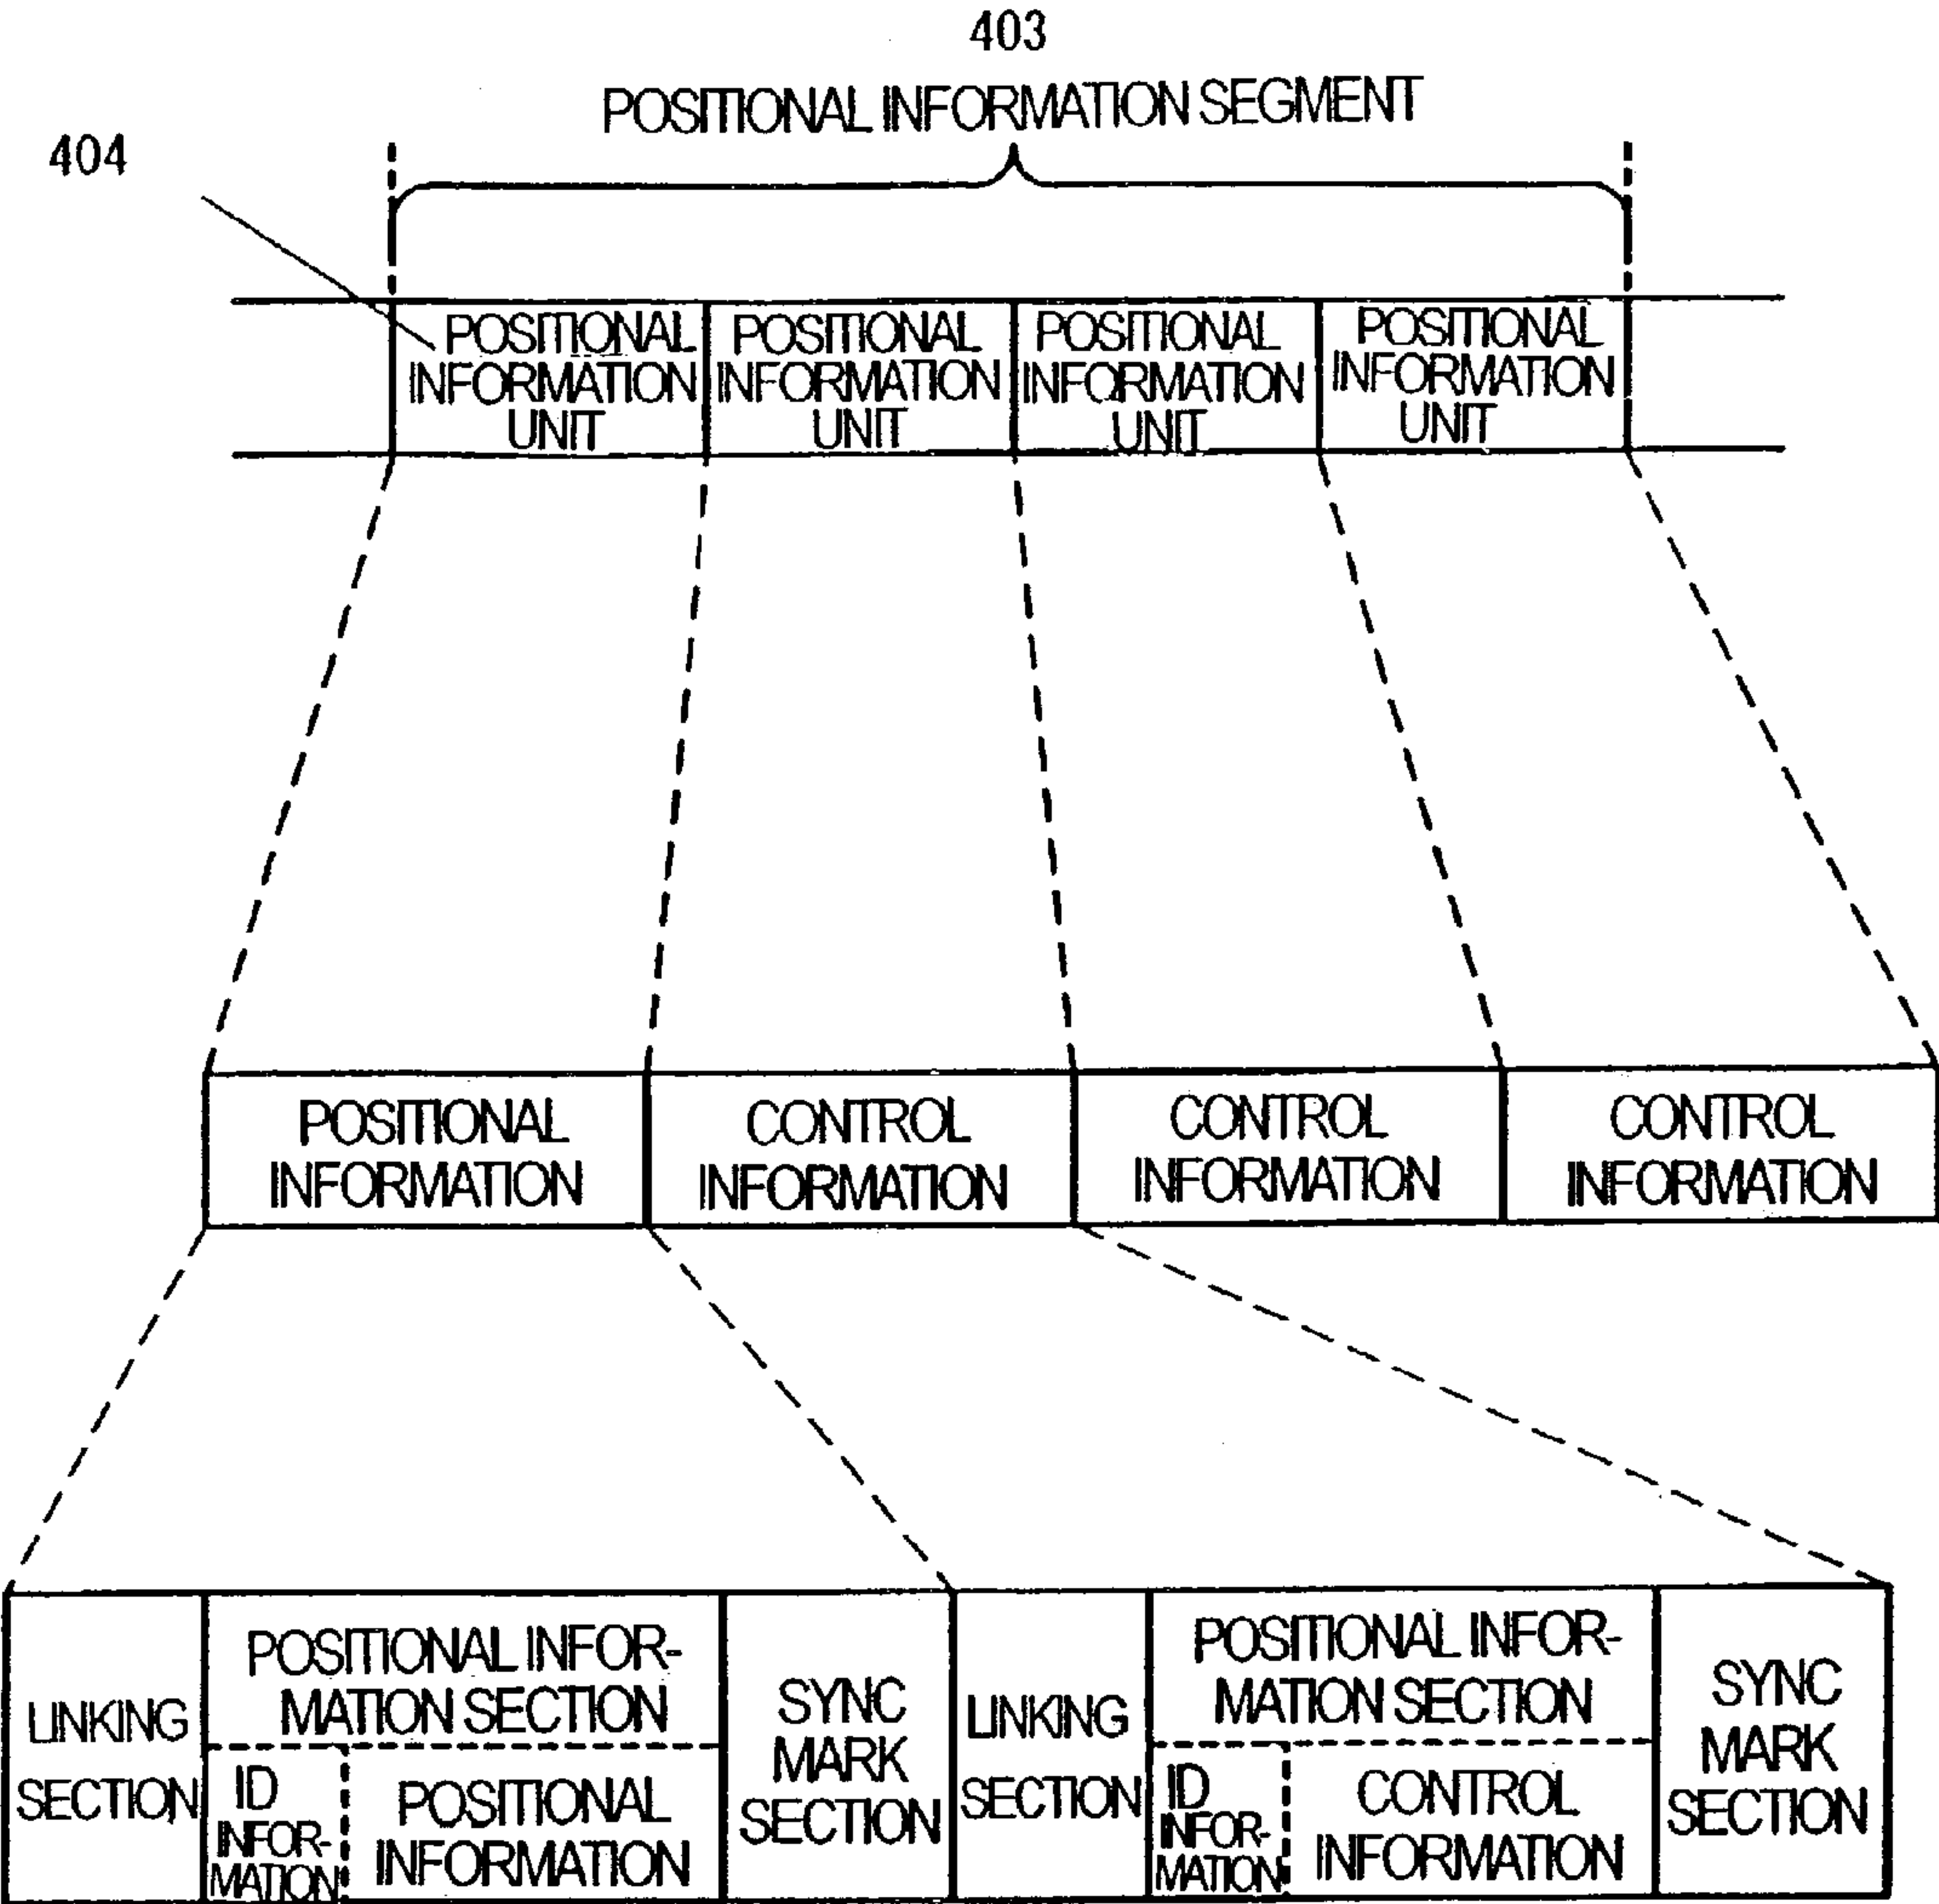 403
POSITIONAL INFORMATION SEGMENT
404
POSITIONAL
INFORMATION
UNIT
POSITIONAL
INFORMATION
UNIT
POSITIONAL
INFORMATION
UNIT
POSITIONAL
INFORMATION
UNIT
POSITIONAL
INFORMATION
CONTROL
INFORMATION
CONTROL
INFORMATION
CONTROL
INFORMATION
LINKING
SECTION
POSITIONAL INFOR-
MATION SECTION
ID
INFOR-
MATION
POSITIONAL
INFORMATION
SYNC
MARK
SECTION
LINKING
SECTION
POSITIONAL INFOR-
MATION SECTION
ID
INFOR-
MATION
CONTROL
INFORMATION
SYNC
MARK
SECTION